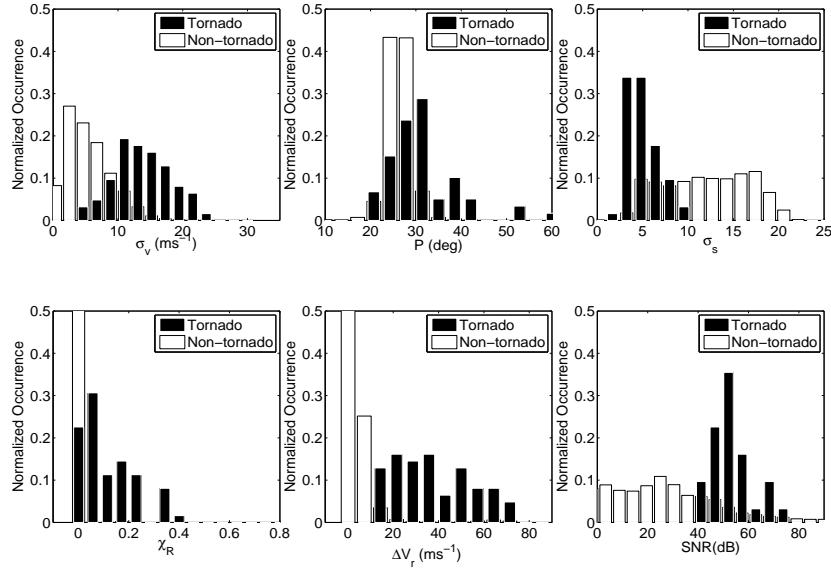 0.5
0.4
0.3
0.2
0.1
0
Normalized Occurrence
Tornado
Non−tornado
0 10 20 30
σv (ms−1)
0.5
0.4
0.3
0.2
0.1
0
Normalized Occurrence
Tornado
Non−tornado
10 20 30 40 50 60
P (deg)
0.5
0.4
0.3
0.2
0.1
0
Normalized Occurrence
Tornado
Non−tornado
0 5 10 15 20 25
σs
0.5
0.4
0.3
0.2
0.1
0
Normalized Occurrence
Tornado
Non−tornado
0 0.2 0.4 0.6 0.8
χR
0.5
0.4
0.3
0.2
0.1
0
Normalized Occurrence
Tornado
Non−tornado
0 20 40 60 80
ΔVr (ms−1)
0.5
0.4
0.3
0.2
0.1
0
Normalized Occurrence
Tornado
Non−tornado
0 20 40 60 80
SNR(dB)